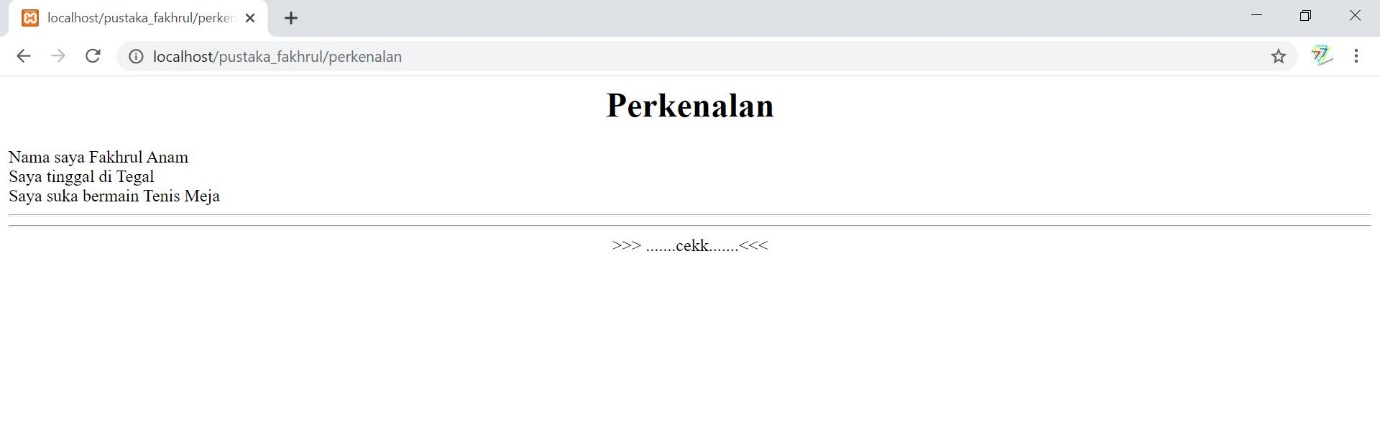 localhost/pustaka_fakhrul/perken
localhost/pustaka_fakhrul/perkenalan
Perkenalan
Nama saya Fakhrul Anam
Saya tinggal di Tegal
Saya suka bermain Tenis Meja
>>> .......cekk.......<<<